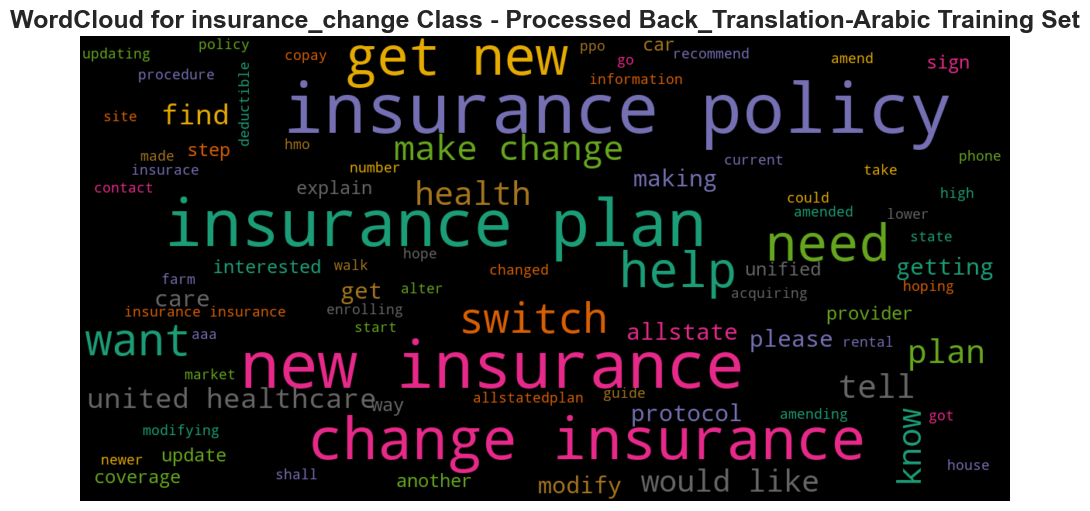 WordCloud for insurance_change Class - Processed Back_Translation-Arabic Training Set
updating
policy
copay
get new
ppo
car
go
recommend
amend
sign
procedure
deductible
information
insurance policy
site
find
hmo
made
step
make change
insurace
number
current
phone
contact
explain
health
making
take
could
high
amended
lower
insurance plan
need
state
hope
interested
walk
changed
help
unified
getting
farm
care
get
alter
acquiring
hoping
insurance insurance
enrolling
switch
provider
want
aaa
start
allstate
please
rental
plan
new insurance
market
tell
united healthcare
way
allstatedplan
guide
protocol
amending
know
got
modifying
change insurance
newer
update
house
coverage
shall
another
modify
would like